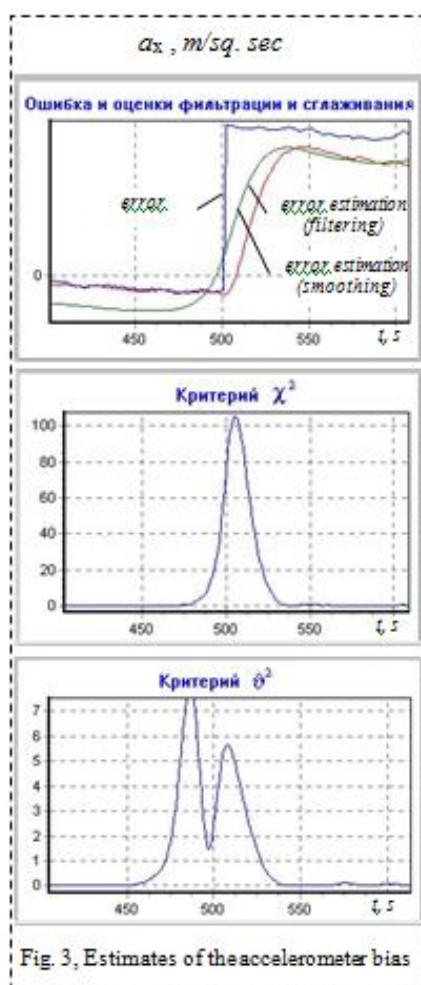 ax , m/sq. sec
Ошибка и оценки фильтрации и сглаживания
error
error estimation
(filtering)
error estimation
(smoothing)
0
450
500
550
t, s
Критерий χ²
100
80
60
40
20
0
450
500
550
t, s
Критерий ϑ²
7
6
5
4
3
2
1
0
450
500
550
t, s
Fig. 3, Estimates of the accelerometer bias